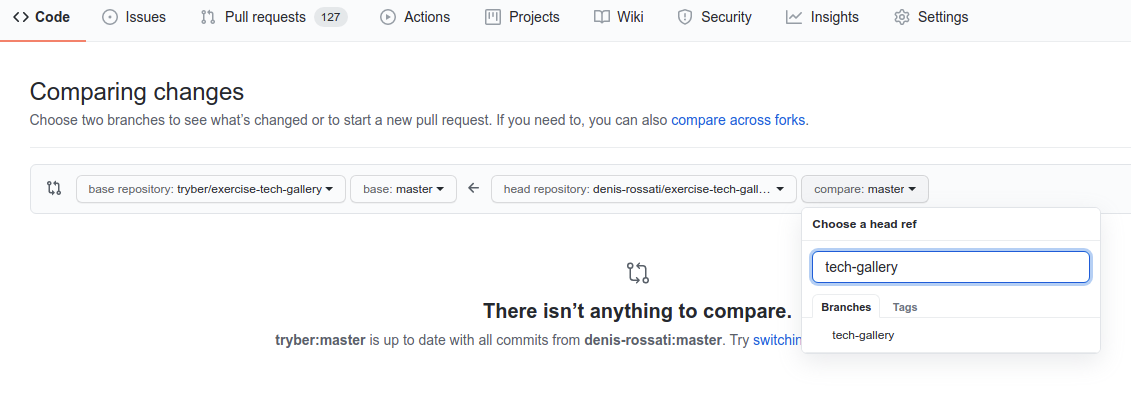 Code Issues Pull requests 127 Actions Projects Wiki Security Insights Settings
Comparing changes
Choose two branches to see what's changed or to start a new pull request. If you need to, you can also compare across forks.
base repository: tryber/exercise-tech-gallery base: master head repository: denis-rossati/exercise-tech-gall... compare: master
Choose a head ref
tech-gallery
Branches Tags
tech-gallery
There isn't anything to compare.
tryber:master is up to date with all commits from denis-rossati:master. Try switchin